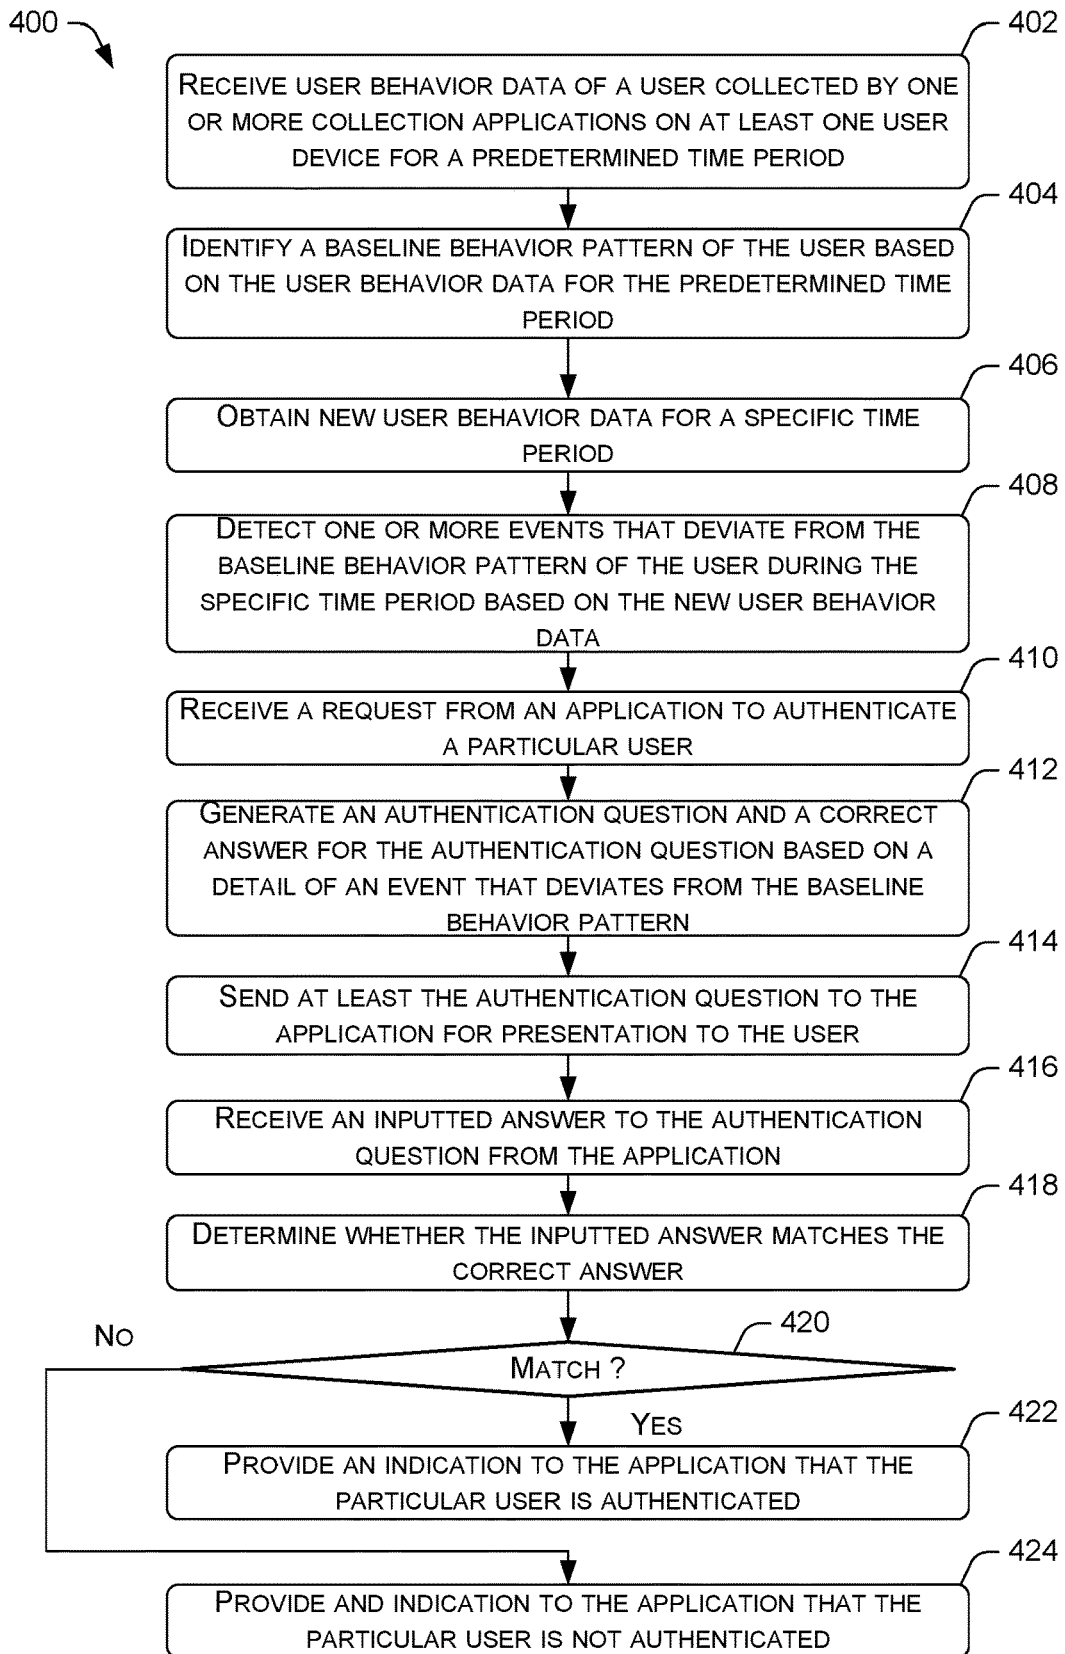 400
402
RECEIVE USER BEHAVIOR DATA OF A USER COLLECTED BY ONE
OR MORE COLLECTION APPLICATIONS ON AT LEAST ONE USER
DEVICE FOR A PREDETERMINED TIME PERIOD
404
IDENTIFY A BASELINE BEHAVIOR PATTERN OF THE USER BASED
ON THE USER BEHAVIOR DATA FOR THE PREDETERMINED TIME
PERIOD
406
OBTAIN NEW USER BEHAVIOR DATA FOR A SPECIFIC TIME
PERIOD
408
DETECT ONE OR MORE EVENTS THAT DEVIATE FROM THE
BASELINE BEHAVIOR PATTERN OF THE USER DURING THE
SPECIFIC TIME PERIOD BASED ON THE NEW USER BEHAVIOR
DATA
410
RECEIVE A REQUEST FROM AN APPLICATION TO AUTHENTICATE
A PARTICULAR USER
412
GENERATE AN AUTHENTICATION QUESTION AND A CORRECT
ANSWER FOR THE AUTHENTICATION QUESTION BASED ON A
DETAIL OF AN EVENT THAT DEVIATES FROM THE BASELINE
BEHAVIOR PATTERN
414
SEND AT LEAST THE AUTHENTICATION QUESTION TO THE
APPLICATION FOR PRESENTATION TO THE USER
416
RECEIVE AN INPUTTED ANSWER TO THE AUTHENTICATION
QUESTION FROM THE APPLICATION
418
DETERMINE WHETHER THE INPUTTED ANSWER MATCHES THE
CORRECT ANSWER
420
NO
MATCH ?
YES
422
PROVIDE AN INDICATION TO THE APPLICATION THAT THE
PARTICULAR USER IS AUTHENTICATED
424
PROVIDE AND INDICATION TO THE APPLICATION THAT THE
PARTICULAR USER IS NOT AUTHENTICATED